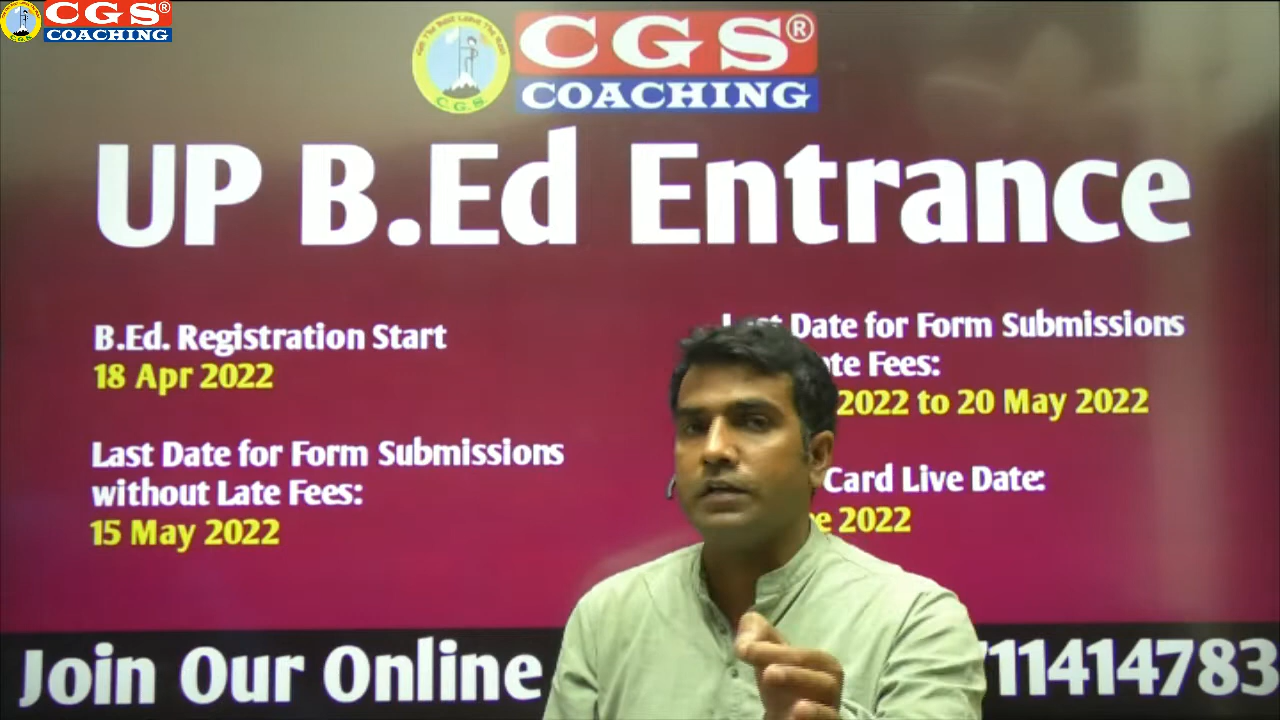 CGS®
COACHING
CGS®
COACHING
C.G.S
UP B.Ed Entrance
B.Ed. Registration Start
18 Apr 2022
Last Date for Form Submissions
without Late Fees:
15 May 2022
Last Date for Form Submissions
Fees:
2022 to 20 May 2022
Card Live Date:
2022
Join Our Online
11414783